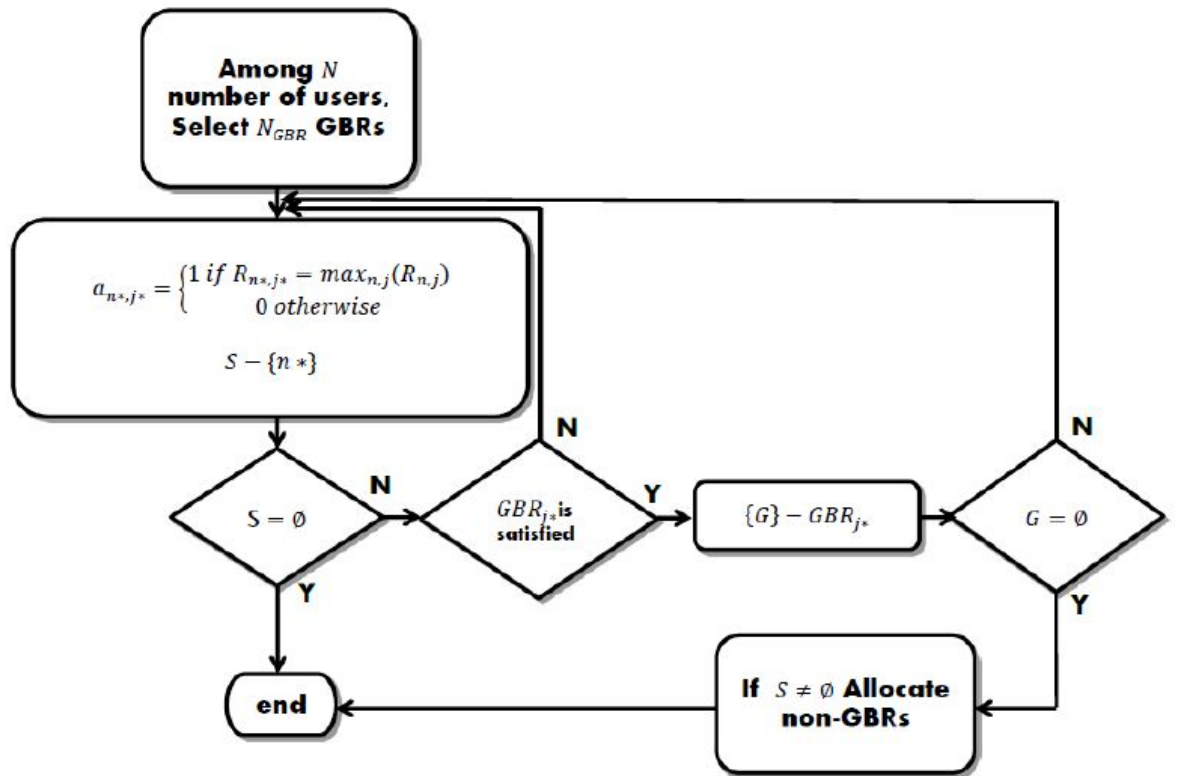 Among N
number of users,
Select N_GBR GBRs
a_{n*,j*} = { 1 if R_{n*,j*} = max_{n,j}(R_{n,j})
0 otherwise
S − {n *}
S = ∅
N
Y
GBR_{j*} is
satisfied
N
Y
{G} − GBR_{j*}
G = ∅
N
Y
If S ≠ ∅ Allocate
non-GBRs
end